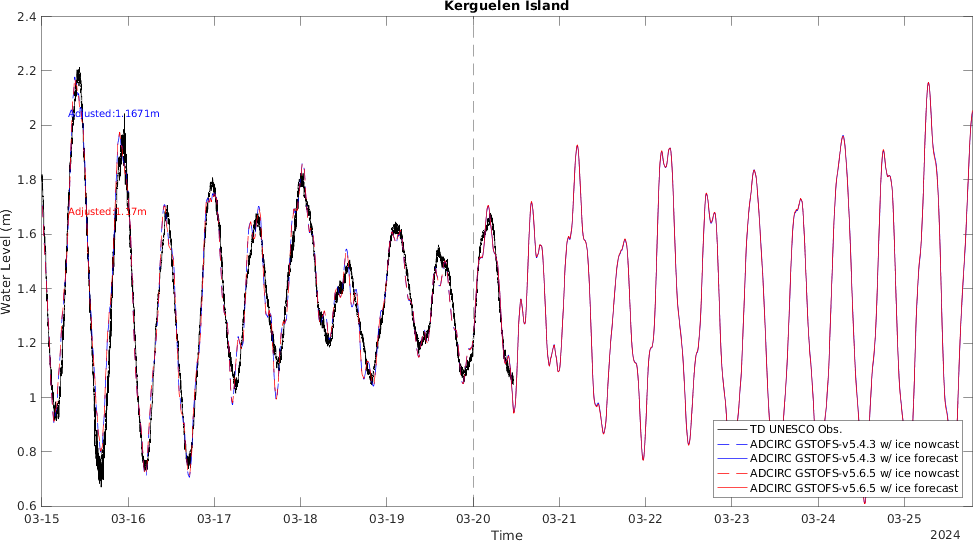 Kerguelen Island
2.4
2.2
2
1.8
1.6
1.4
1.2
1
0.8
0.6
Water Level (m)
Adjusted:1.1671m
Adjusted:1.17m
TD UNESCO Obs.
ADCIRC GSTOFS-v5.4.3 w/ ice nowcast
ADCIRC GSTOFS-v5.4.3 w/ ice forecast
ADCIRC GSTOFS-v5.6.5 w/ ice nowcast
ADCIRC GSTOFS-v5.6.5 w/ ice forecast
03-15 03-16 03-17 03-18 03-19 03-20 03-21 03-22 03-23 03-24 03-25
Time
2024